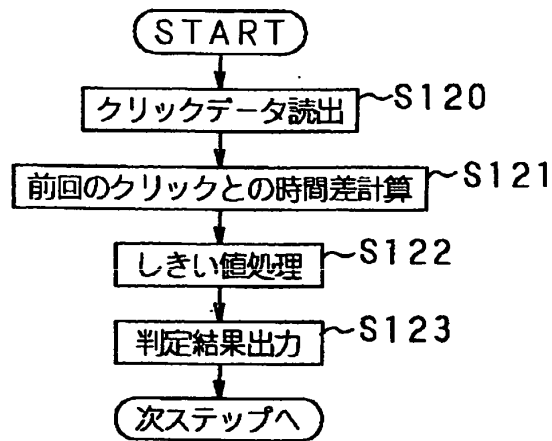 START
クリックデータ読出 S120
前回のクリックとの時間差計算 S121
しきい値処理 S122
判定結果出力 S123
次ステップへ